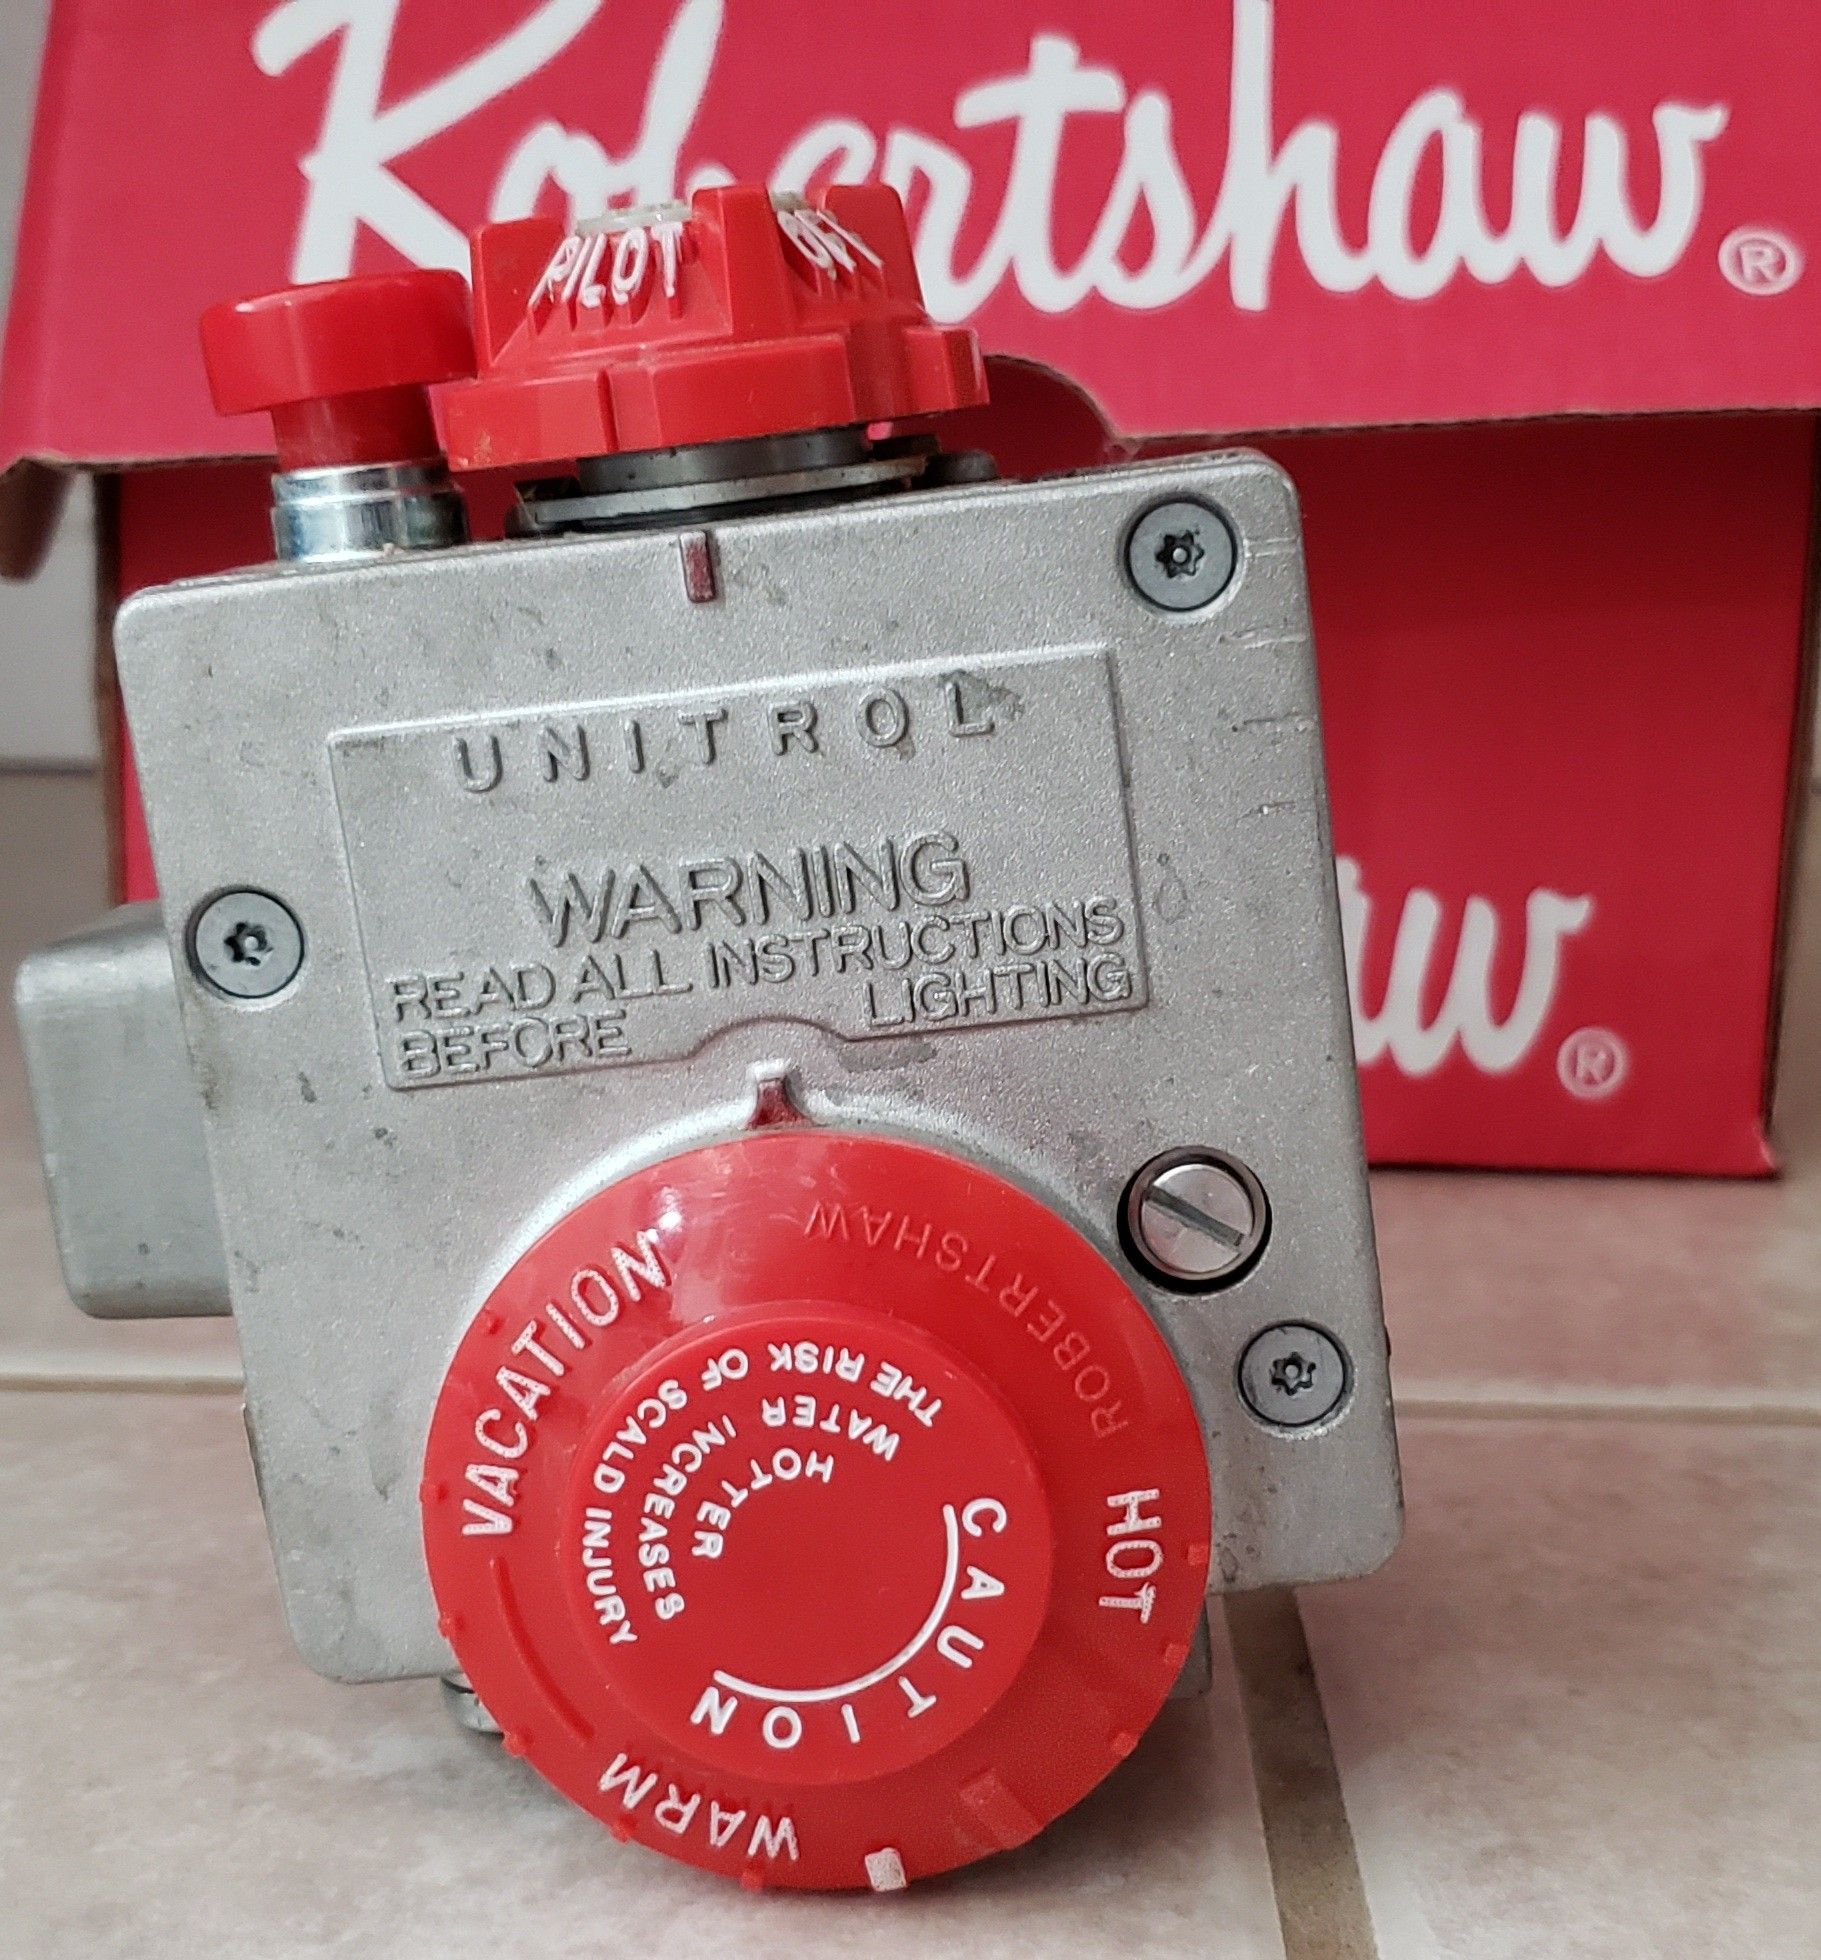 Robertshaw®
PILOT
UNITROL
WARNING
READ ALL INSTRUCTIONS
BEFORE LIGHTING
VACATION
ROBERTSHAW
HOT
WARM
CAUTION
HOTTER
WATER INCREASES
THE RISK OF SCALD INJURY